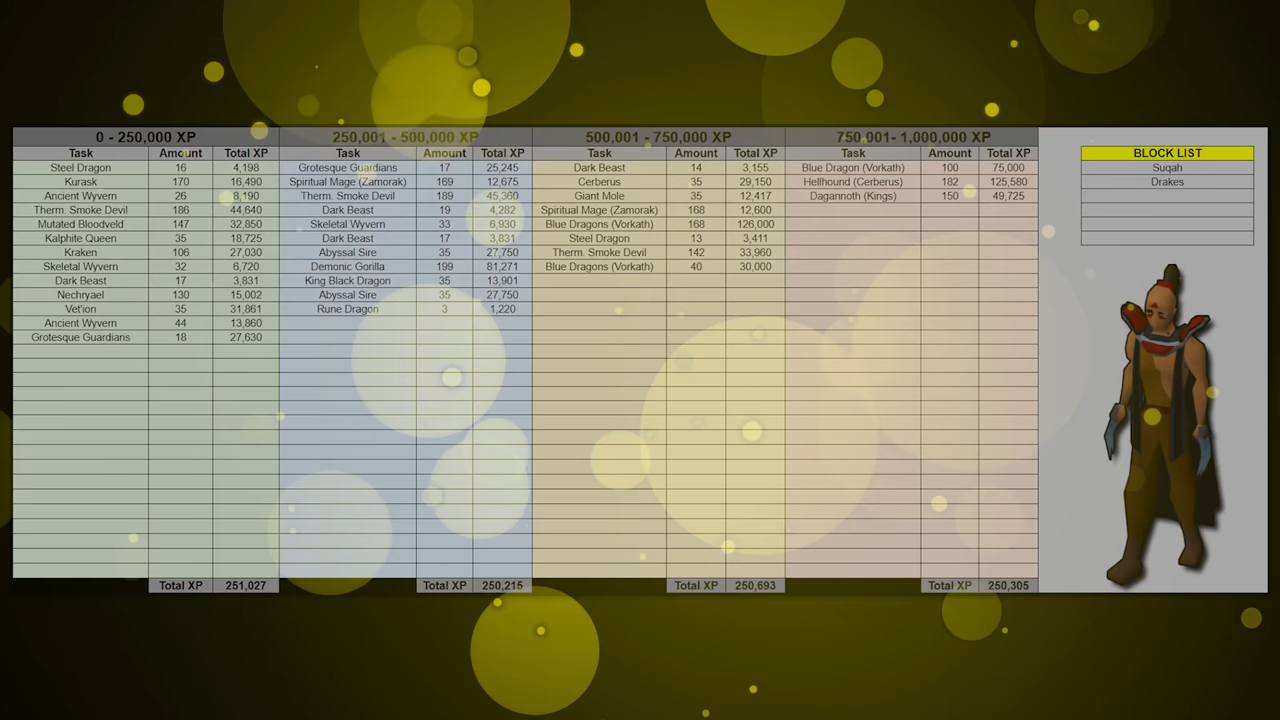 0 - 250,000 XP
Task Amount Total XP
Steel Dragon 16 4,198
Kurask 170 16,490
Ancient Wyvern 26 8,190
Therm. Smoke Devil 186 44,640
Mutated Bloodveld 147 32,850
Kalphite Queen 35 18,725
Kraken 106 27,030
Skeletal Wyvern 32 6,720
Dark Beast 17 3,831
Nechryael 130 15,002
Vet'ion 35 31,861
Ancient Wyvern 44 13,860
Grotesque Guardians 18 27,630
Total XP 251,027
250,001 - 500,000 XP
Task Amount Total XP
Grotesque Guardians 17 25,245
Spiritual Mage (Zamorak) 169 12,675
Therm. Smoke Devil 189 45,360
Dark Beast 19 4,282
Skeletal Wyvern 33 6,930
Dark Beast 17 3,831
Abyssal Sire 35 27,750
Demonic Gorilla 199 81,271
King Black Dragon 35 13,901
Abyssal Sire 35 27,750
Rune Dragon 3 1,220
Total XP 250,215
500,001 - 750,000 XP
Task Amount Total XP
Dark Beast 14 3,155
Cerberus 35 29,150
Giant Mole 35 12,417
Spiritual Mage (Zamorak) 168 12,600
Blue Dragons (Vorkath) 168 126,000
Steel Dragon 13 3,411
Therm. Smoke Devil 142 33,960
Blue Dragons (Vorkath) 40 30,000
Total XP 250,693
750,001- 1,000,000 XP
Task Amount Total XP
Blue Dragon (Vorkath) 100 75,000
Hellhound (Cerberus) 182 125,580
Dagannoth (Kings) 150 49,725
Total XP 250,305
BLOCK LIST
Suqah
Drakes